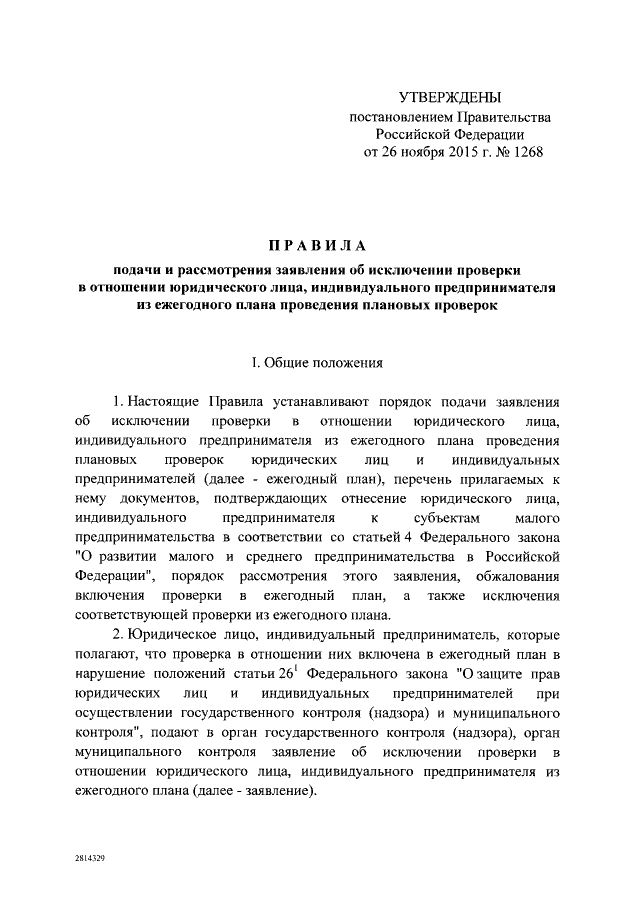 УТВЕРЖДЕНЫ
постановлением Правительства
Российской Федерации
от 26 ноября 2015 г. № 1268
П Р А В И Л А
подачи и рассмотрения заявления об исключении проверки
в отношении юридического лица, индивидуального предпринимателя
из ежегодного плана проведения плановых проверок
I. Общие положения
1. Настоящие Правила устанавливают порядок подачи заявления
об исключении проверки в отношении юридического лица,
индивидуального предпринимателя из ежегодного плана проведения
плановых проверок юридических лиц и индивидуальных
предпринимателей (далее - ежегодный план), перечень прилагаемых к
нему документов, подтверждающих отнесение юридического лица,
индивидуального предпринимателя к субъектам малого
предпринимательства в соответствии со статьей 4 Федерального закона
"О развитии малого и среднего предпринимательства в Российской
Федерации", порядок рассмотрения этого заявления, обжалования
включения проверки в ежегодный план, а также исключения
соответствующей проверки из ежегодного плана.
2. Юридическое лицо, индивидуальный предприниматель, которые
полагают, что проверка в отношении них включена в ежегодный план в
нарушение положений статьи 26¹ Федерального закона "О защите прав
юридических лиц и индивидуальных предпринимателей при
осуществлении государственного контроля (надзора) и муниципального
контроля", подают в орган государственного контроля (надзора), орган
муниципального контроля заявление об исключении проверки в
отношении юридического лица, индивидуального предпринимателя из
ежегодного плана (далее - заявление).
2814329